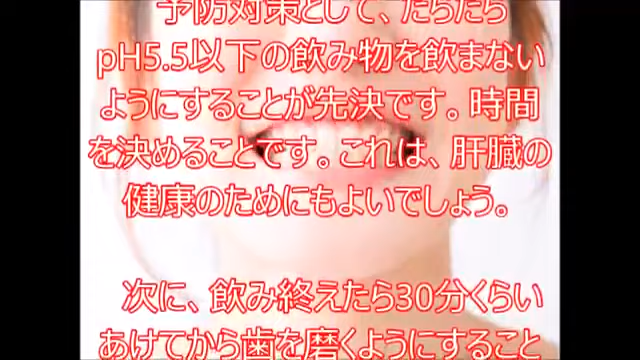 予防対策として、だらだら
pH5.5以下の飲み物を飲まない
ようにすることが先決です。時間
を決めることです。これは、肝臓の
健康のためにもよいでしょう。
次に、飲み終えたら30分くらい
あけてから歯を磨くようにすること